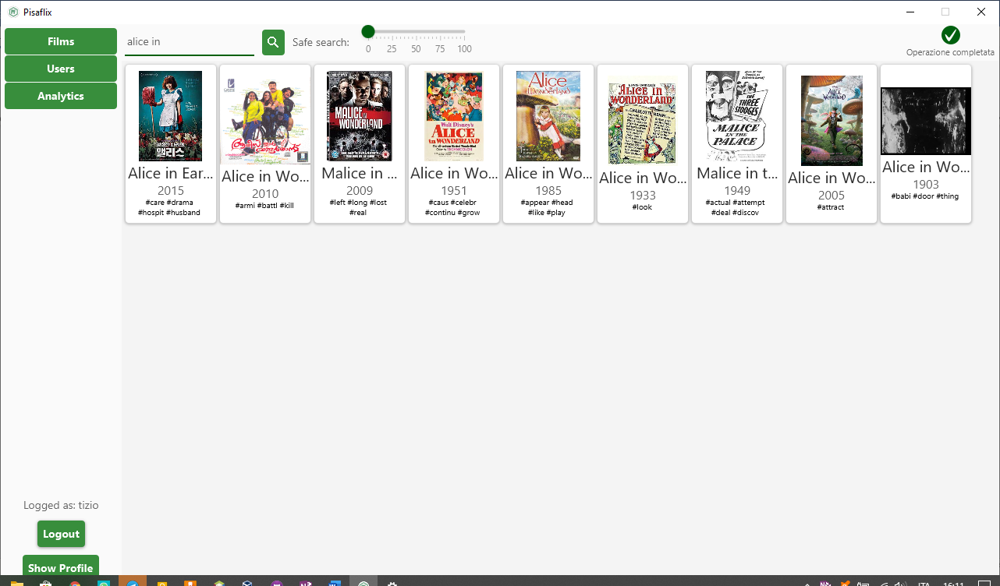 Pisaflix
Films
Users
Analytics
alice in
Safe search:
0 25 50 75 100
Operazione completata
Alice in Ear...
2015
#care #drama
#hospit #husband
Alice in Wo...
2010
#armi #battl #kill
MALICE IN
WONDERLAND
Malice in ...
2009
#left #long #lost
#real
Walt Disney's
ALICE
IN WONDERLAND
Alice in Wo...
1951
#caus #celebr
#continu #grow
Alice
IN WONDERLAND
Alice in Wo...
1985
#appear #head
#like #play
ALICE IN
WONDERLAND
CHARLOTTE HENRY
Alice in Wo...
1933
#look
THE
THREE
STOOGES
MALICE
IN THE
PALACE
Malice in t...
1949
#actual #attempt
#deal #discov
Alice in Wo...
2005
#attract
Alice in Wo...
1903
#babi #door #thing
Logged as: tizio
Logout
Show Profile
ITA
16:11